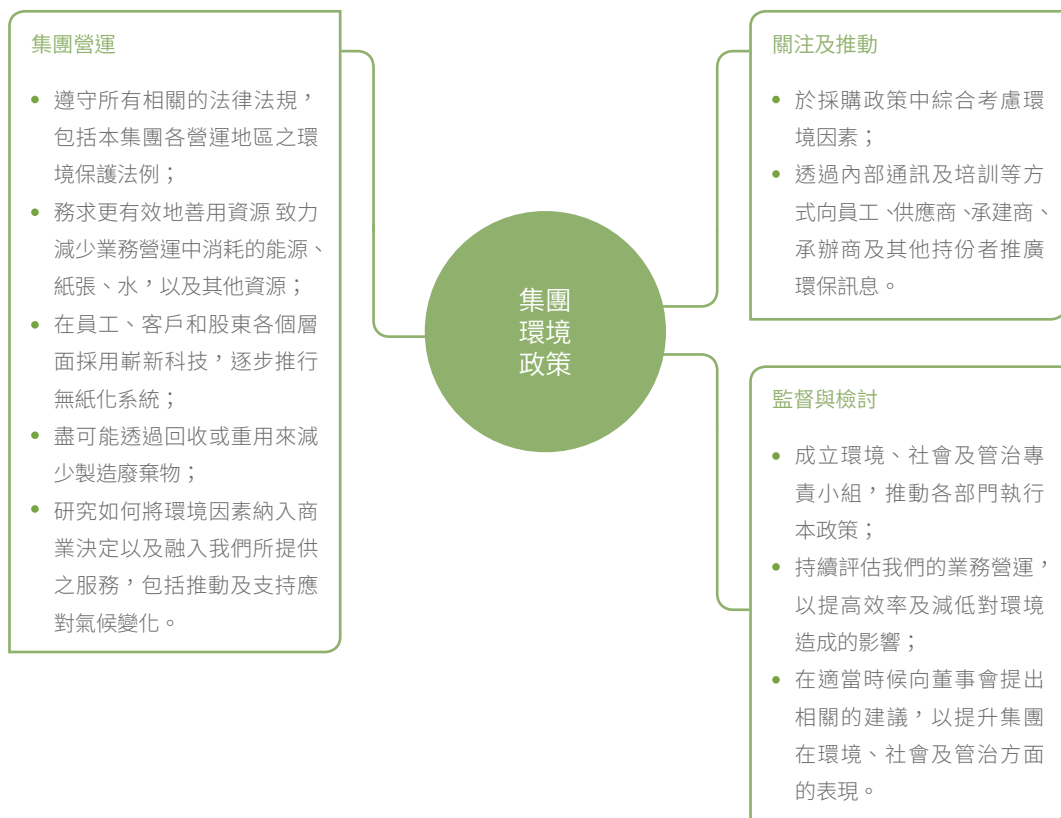 集團營運
• 遵守所有相關的法律法規，
包括本集團各營運地區之環
境保護法例；
• 務求更有效地善用資源 致力
減少業務營運中消耗的能源、
紙張、水，以及其他資源；
• 在員工、客戶和股東各個層
面採用嶄新科技，逐步推行
無紙化系統；
• 盡可能透過回收或重用來減
少製造廢棄物；
• 研究如何將環境因素納入商
業決定以及融入我們所提供
之服務，包括推動及支持應
對氣候變化。
集團
環境
政策
關注及推動
• 於採購政策中綜合考慮環
境因素；
• 透過內部通訊及培訓等方
式向員工、供應商、承建商、
承辦商及其他持份者推廣
環保訊息。
監督與檢討
• 成立環境、社會及管治專
責小組，推動各部門執行
本政策；
• 持續評估我們的業務營運，
以提高效率及減低對環境
造成的影響；
• 在適當時候向董事會提出
相關的建議，以提升集團
在環境、社會及管治方面
的表現。